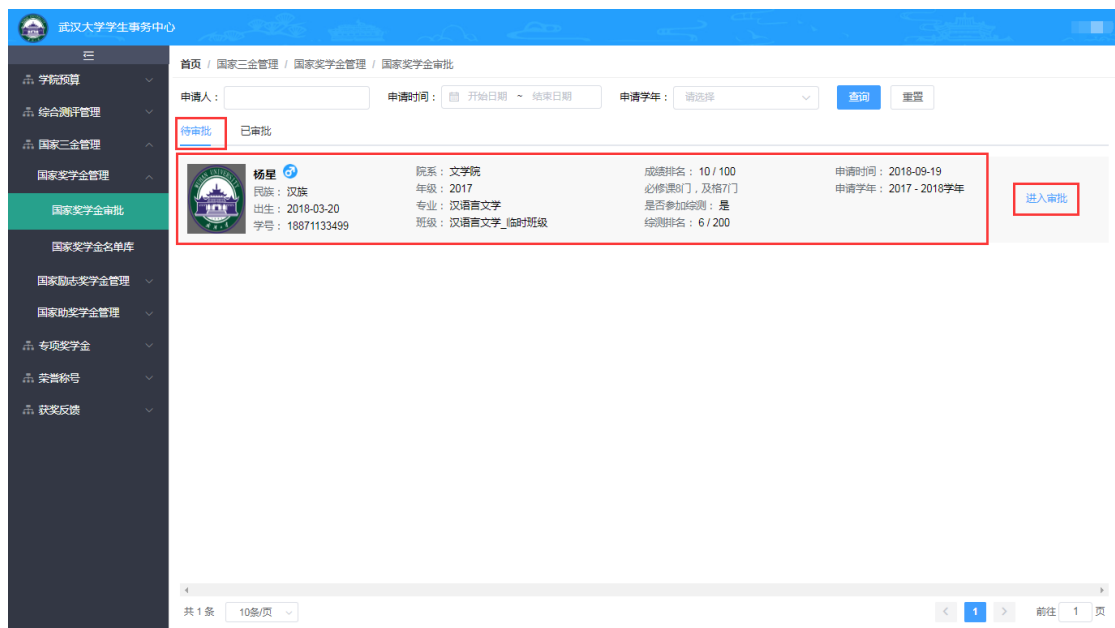 武汉大学学生事务中心
首页 / 国家三金管理 / 国家奖学金管理 / 国家奖学金审批
学院预算
综合测评管理
国家三金管理
国家奖学金管理
国家奖学金审批
国家奖学金名单库
国家励志奖学金管理
国家助奖学金管理
专项奖学金
荣誉称号
获奖反馈
申请人： 申请时间： 开始日期 ~ 结束日期 申请学年： 请选择 查询 重置
待审批 已审批
杨星 院系：文学院 成绩排名：10 / 100 申请时间：2018-09-19
民族：汉族 年级：2017 必修课8门，及格7门 申请学年：2017 - 2018学年
出生：2018-03-20 专业：汉语言文学 是否参加综测：是
学号：18871133499 班级：汉语言文学_临时班级 综测排名：6 / 200
进入审批
共 1 条 10条/页 1 前往 1 页